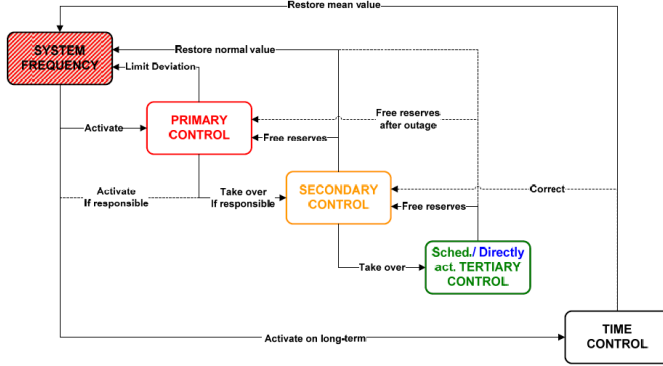 Restore mean value
SYSTEM
FREQUENCY
Restore normal value
Limit Deviation
PRIMARY
CONTROL
Activate
Free reserves
after outage
Free reserves
Activate
If responsible
Take over
If responsible
SECONDARY
CONTROL
Correct
Free reserves
Sched./ Directly
act. TERTIARY
CONTROL
Take over
TIME
CONTROL
Activate on long-term